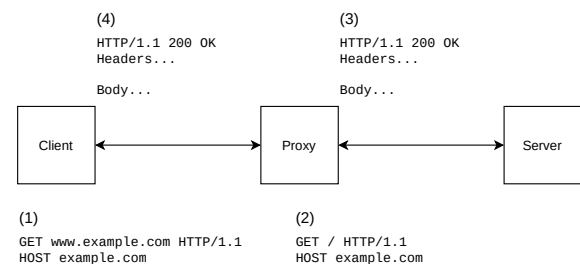 (4)
HTTP/1.1 200 OK
Headers...
Body...
(3)
HTTP/1.1 200 OK
Headers...
Body...
Client
Proxy
Server
(1)
GET www.example.com HTTP/1.1
HOST example.com
(2)
GET / HTTP/1.1
HOST example.com